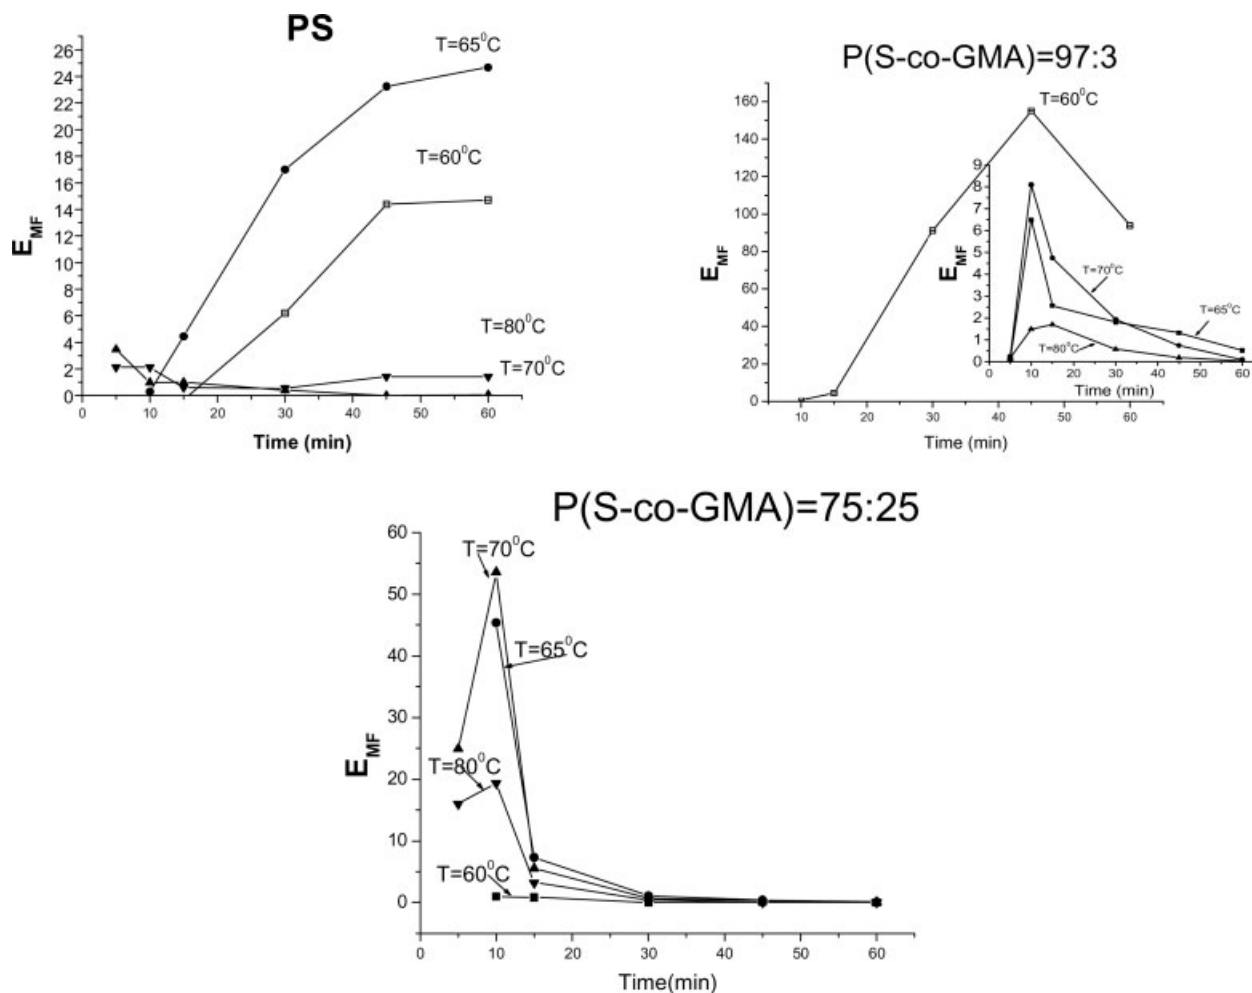 PS
T=65⁰C
T=60⁰C
T=80⁰C
T=70⁰C
E_MF
26
24
22
20
18
16
14
12
10
8
6
4
2
0
0 10 20 30 40 50 60
Time (min)
P(S-co-GMA)=97:3
T=60⁰C
E_MF
160
140
120
100
80
60
40
20
0
10 20 30 40 50 60
Time (min)
E_MF
9
8
7
6
5
4
3
2
1
0
T=70⁰C
T=65⁰C
T=80⁰C
0 10 20 30 40 50 60
Time (min)
P(S-co-GMA)=75:25
T=70⁰C
T=65⁰C
T=80⁰C
T=60⁰C
E_MF
60
50
40
30
20
10
0
0 10 20 30 40 50 60
Time(min)